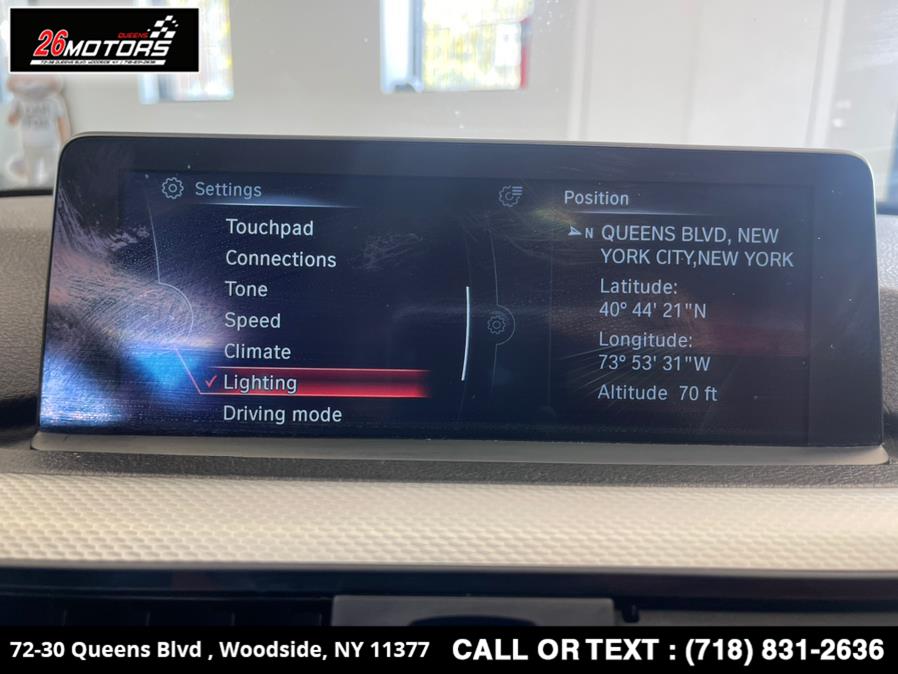 QUEENS
26MOTORS
72-30 QUEENS BLVD. WOODSIDE, NY | 718-831-2636
Settings
Touchpad
Connections
Tone
Speed
Climate
Lighting
Driving mode
Position
N QUEENS BLVD, NEW
YORK CITY,NEW YORK
Latitude:
40° 44' 21"N
Longitude:
73° 53' 31"W
Altitude 70 ft
72-30 Queens Blvd , Woodside, NY 11377
CALL OR TEXT : (718) 831-2636